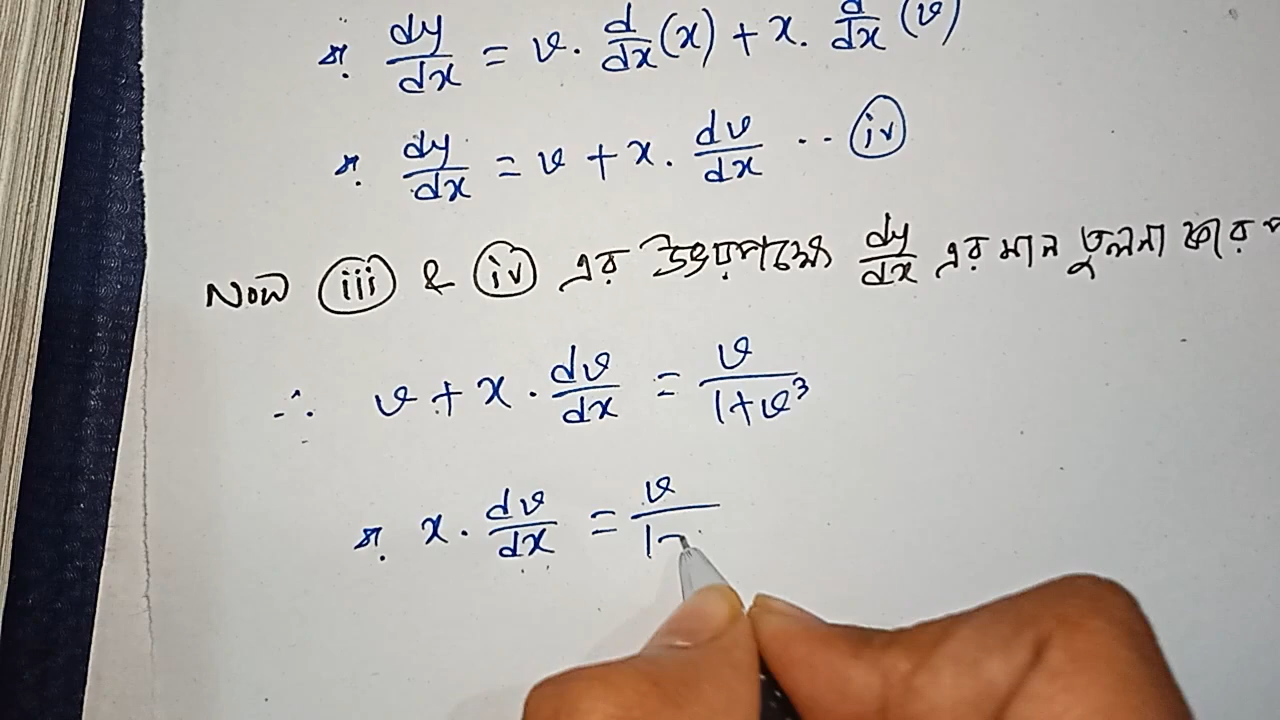 বা, dy/dx = v · d/dx (x) + x · d/dx (v)
বা, dy/dx = v + x · dv/dx ·· (iv)
Now (iii) & (iv) এর উভয়পক্ষে dy/dx এর মান তুলনা করে
∴ v + x · dv/dx = v/1+v³
বা, x · dv/dx = v/1